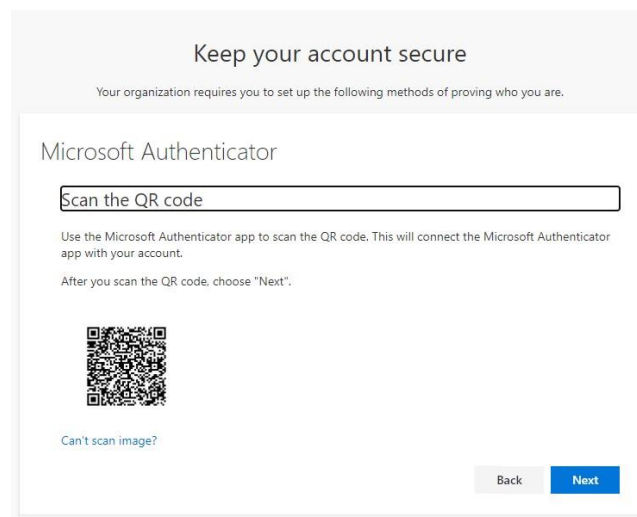 Keep your account secure
Your organization requires you to set up the following methods of proving who you are.
Microsoft Authenticator
Scan the QR code
Use the Microsoft Authenticator app to scan the QR code. This will connect the Microsoft Authenticator
app with your account.
After you scan the QR code, choose "Next".
Can't scan image?
Back
Next